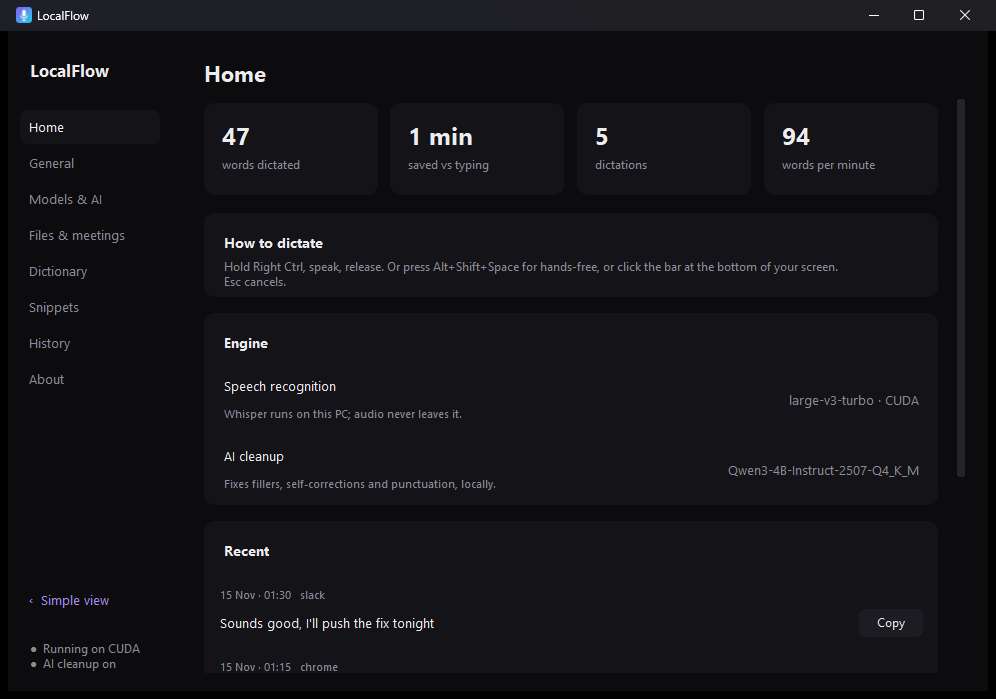 LocalFlow
LocalFlow
Home
General
Models & AI
Files & meetings
Dictionary
Snippets
History
About
‹ Simple view
● Running on CUDA
● AI cleanup on
Home
47
words dictated
1 min
saved vs typing
5
dictations
94
words per minute
How to dictate
Hold Right Ctrl, speak, release. Or press Alt+Shift+Space for hands-free, or click the bar at the bottom of your screen.
Esc cancels.
Engine
Speech recognition
Whisper runs on this PC; audio never leaves it.
large-v3-turbo · CUDA
AI cleanup
Fixes fillers, self-corrections and punctuation, locally.
Qwen3-4B-Instruct-2507-Q4_K_M
Recent
15 Nov · 01:30 slack
Sounds good, I'll push the fix tonight
Copy
15 Nov · 01:15 chrome